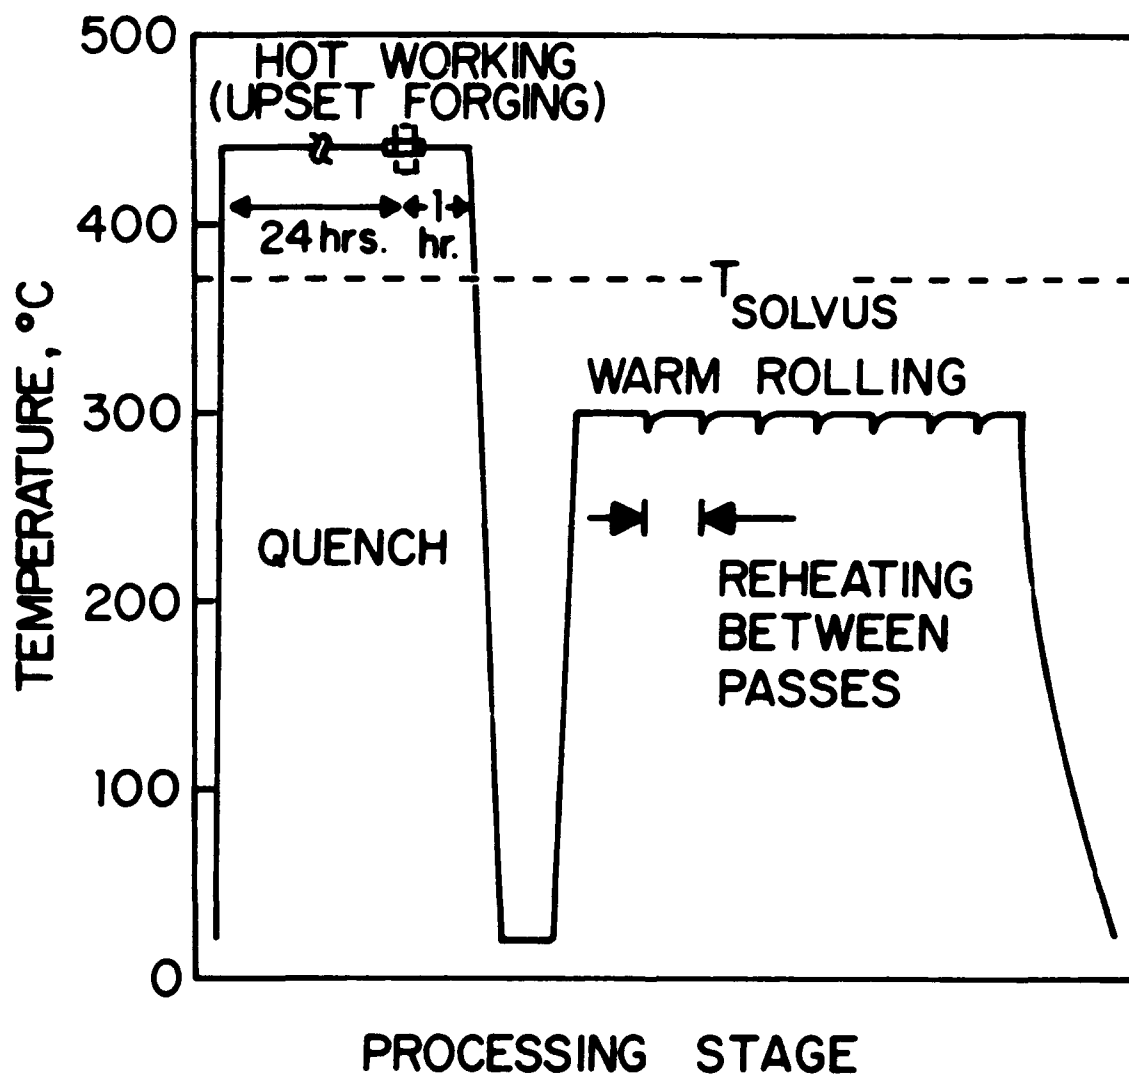 500
HOT WORKING
(UPSET FORGING)
400
24 hrs.
1
hr.
T
SOLVUS
WARM ROLLING
300
QUENCH
REHEATING
BETWEEN
PASSES
200
100
0
TEMPERATURE, °C
PROCESSING STAGE